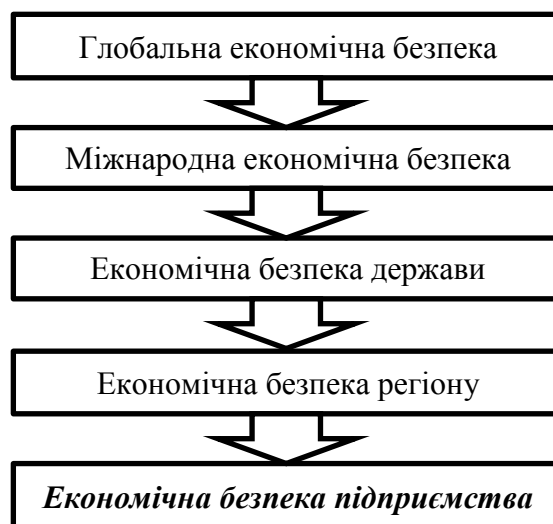 Глобальна економічна безпека
Міжнародна економічна безпека
Економічна безпека держави
Економічна безпека регіону
Економічна безпека підприємства